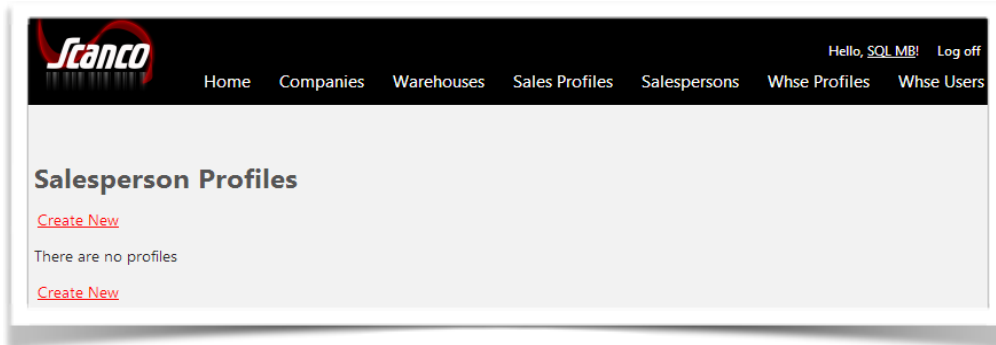 Scanco
Hello, SQL MB! Log off
Home Companies Warehouses Sales Profiles Salespersons Whse Profiles Whse Users
Salesperson Profiles
Create New
There are no profiles
Create New